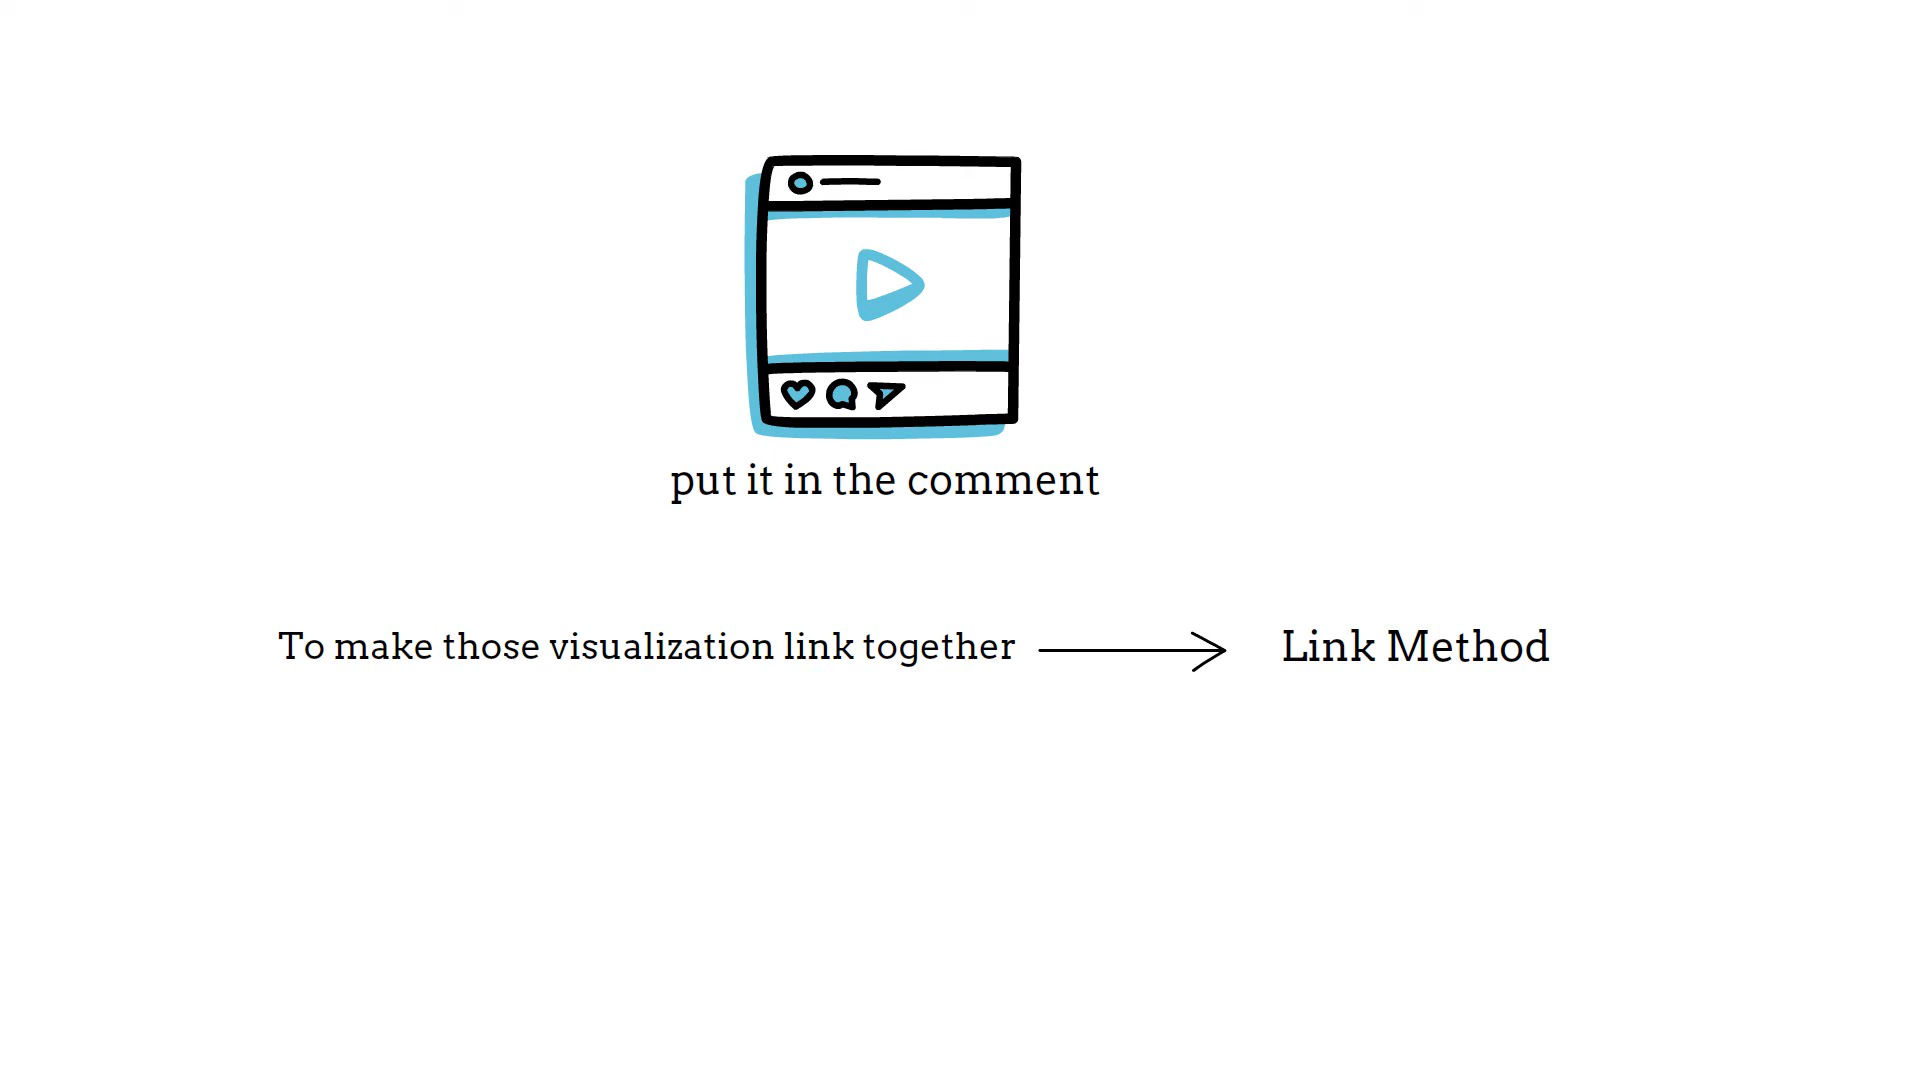 put it in the comment
To make those visualization link together
Link Method